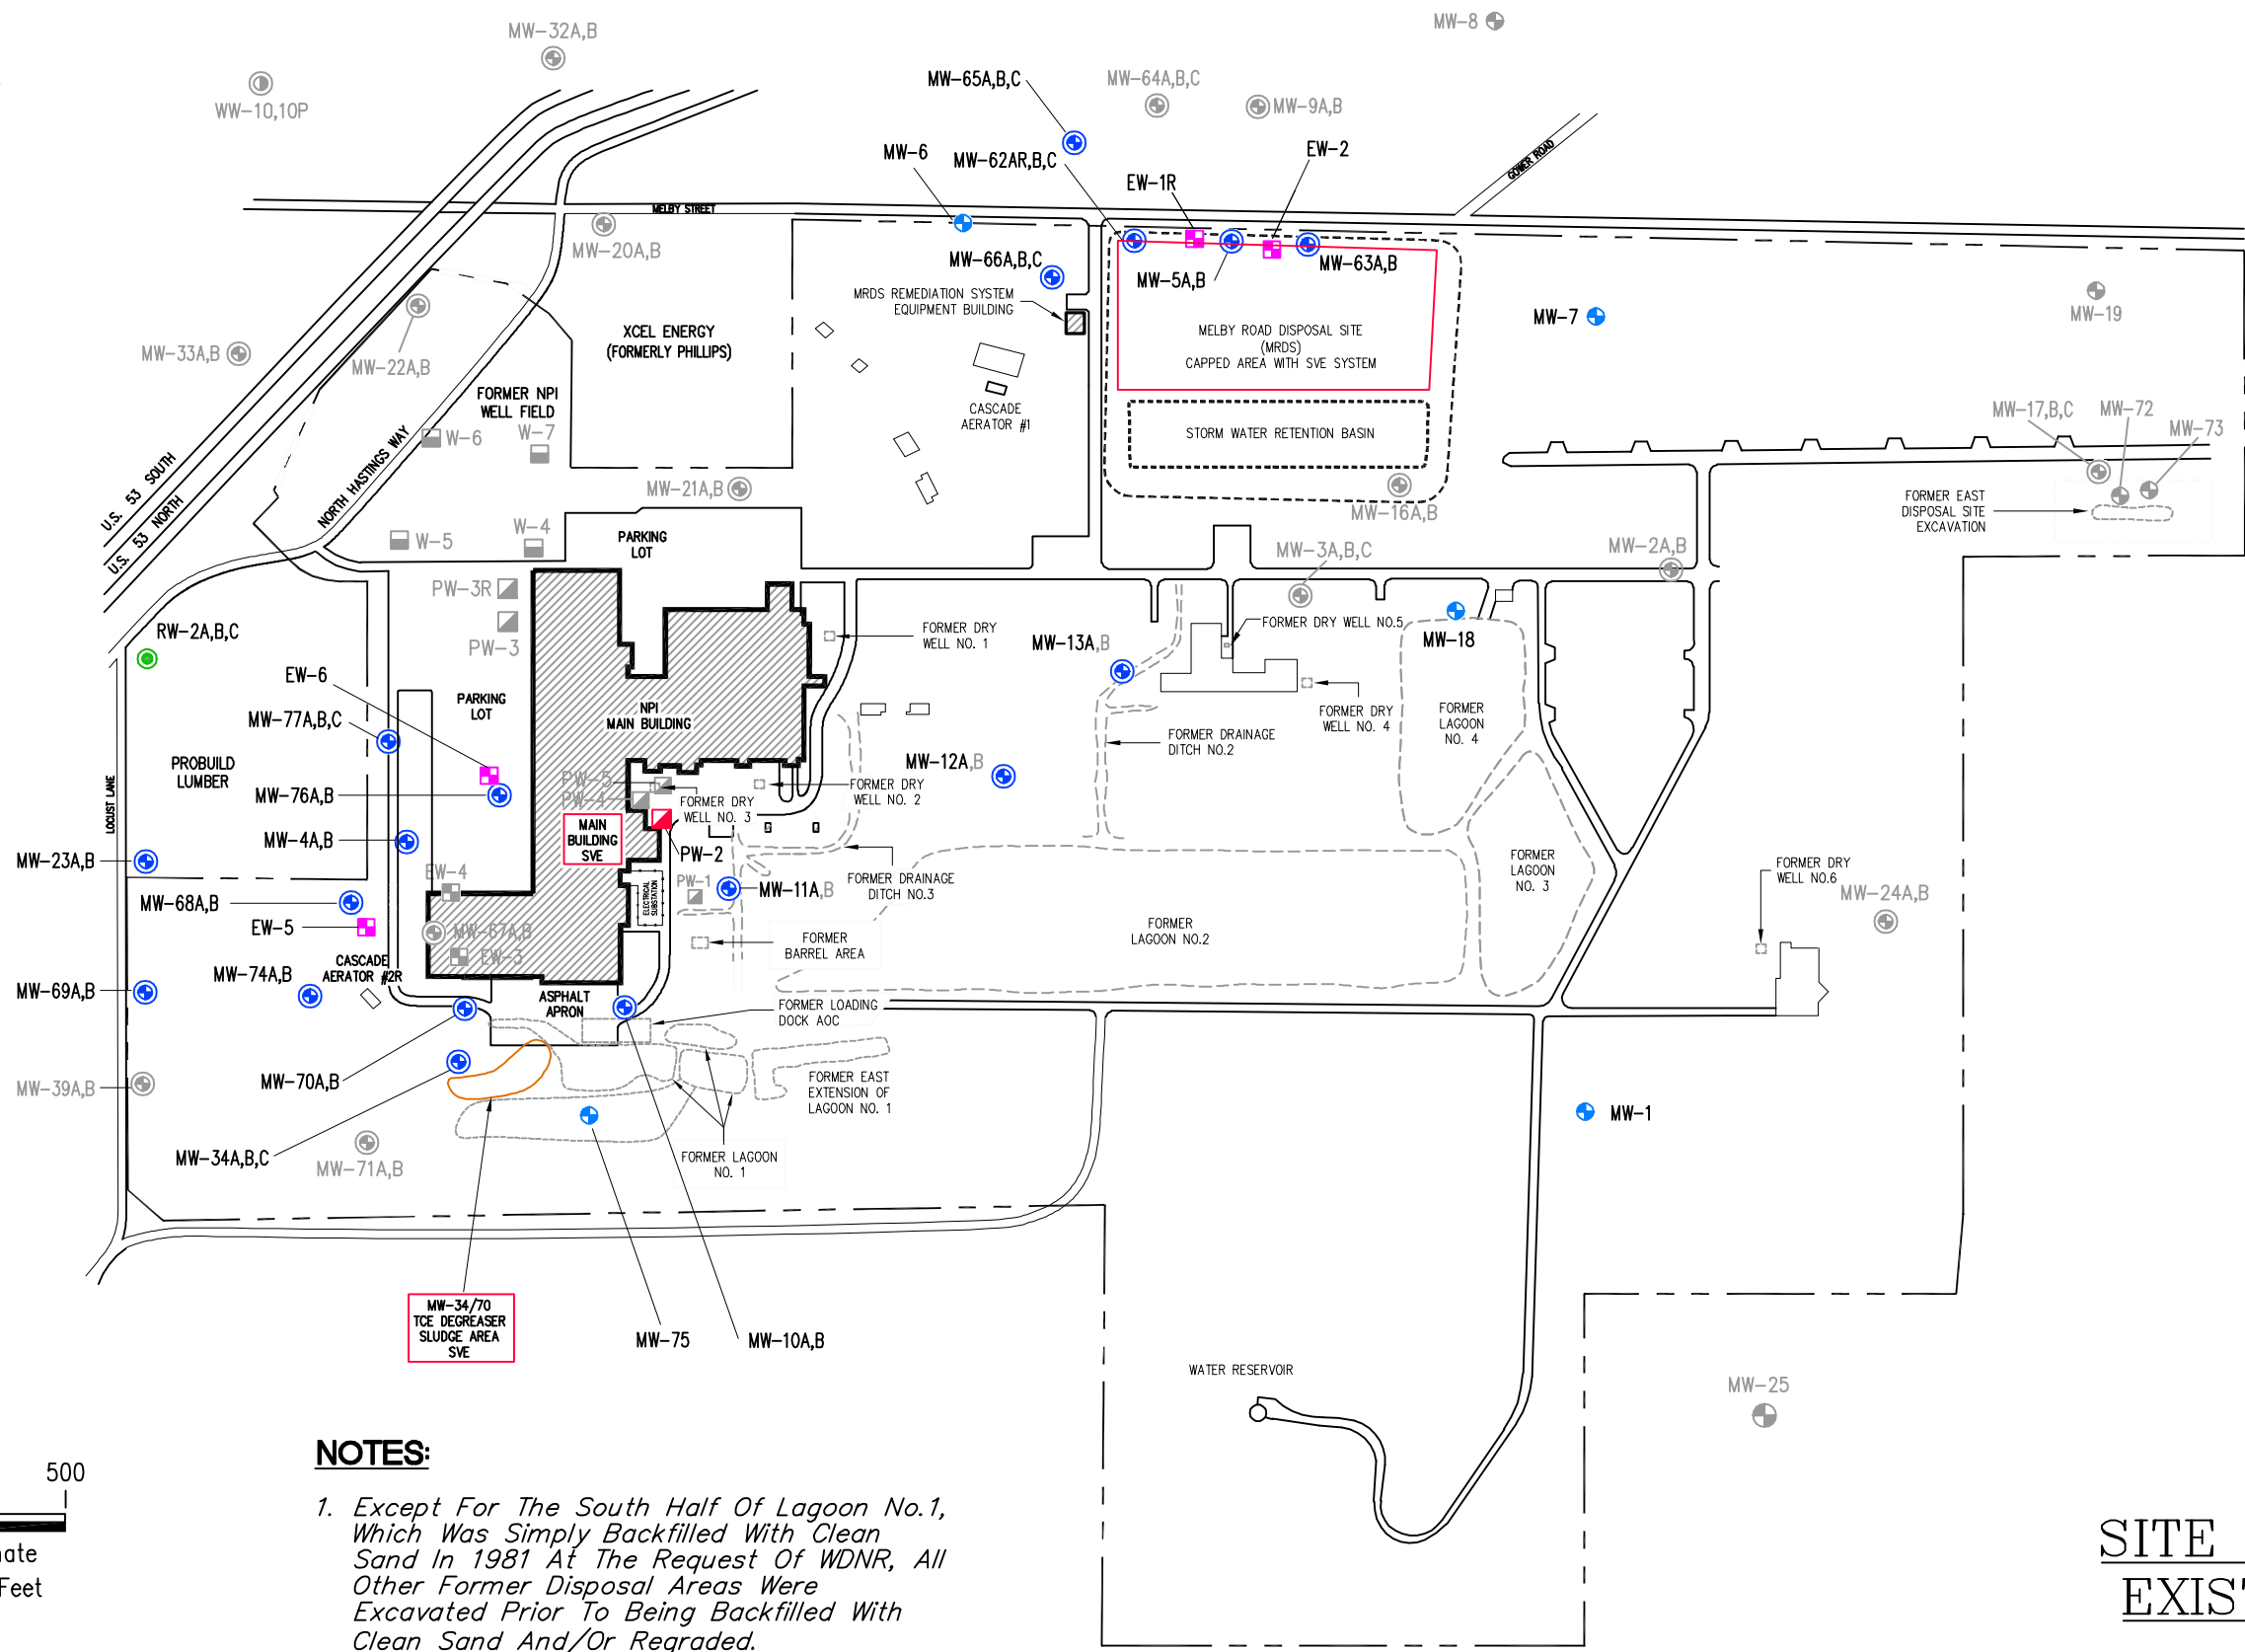 MW-8
MW-32A,B
WW-10,10P
MW-65A,B,C
MW-64A,B,C
MW-9A,B
MW-6
MW-62AR,B,C
EW-2
EW-1R
GOWER ROAD
MELBY STREET
MW-20A,B
MW-66A,B,C
MW-5A,B
MW-63A,B
MRDS REMEDIATION SYSTEM
EQUIPMENT BUILDING
MW-19
MW-7
XCEL ENERGY
(FORMERLY PHILLIPS)
MELBY ROAD DISPOSAL SITE
(MRDS)
CAPPED AREA WITH SVE SYSTEM
MW-33A,B
MW-22A,B
FORMER NPI
WELL FIELD
CASCADE
AERATOR #1
MW-17,B,C
MW-72
MW-73
W-6
W-7
STORM WATER RETENTION BASIN
U.S. 53 SOUTH
U.S. 53 NORTH
NORTH HASTINGS WAY
MW-21A,B
MW-16A,B
FORMER EAST
DISPOSAL SITE
EXCAVATION
W-5
W-4
PARKING
LOT
MW-3A,B,C
MW-2A,B
PW-3R
PW-3
RW-2A,B,C
FORMER DRY
WELL NO. 1
MW-13A,B
FORMER DRY WELL NO.5
MW-18
EW-6
MW-77A,B,C
PARKING
LOT
NPI
MAIN BUILDING
FORMER DRY
WELL NO. 4
FORMER
LAGOON
NO. 4
FORMER DRAINAGE
DITCH NO.2
PROBUILD
LUMBER
MW-12A,B
LOCUST LANE
MW-76A,B
PW-5
PW-4
FORMER DRY
WELL NO. 3
FORMER DRY
WELL NO. 2
MAIN
BUILDING
SVE
MW-4A,B
PW-2
MW-23A,B
EW-4
PW-1
MW-11A,B
FORMER DRAINAGE
DITCH NO.3
FORMER
LAGOON
NO. 3
FORMER DRY
WELL NO.6
MW-24A,B
ELECTRICAL
SUBSTATION
MW-68A,B
EW-5
MW-67A,B
EW-3
FORMER
BARREL AREA
FORMER
LAGOON NO.2
CASCADE
AERATOR #2R
MW-74A,B
MW-69A,B
ASPHALT
APRON
FORMER LOADING
DOCK AOC
MW-70A,B
MW-39A,B
FORMER EAST
EXTENSION OF
LAGOON NO. 1
MW-1
MW-34A,B,C
MW-71A,B
FORMER LAGOON
NO. 1
MW-34/70
TCE DEGREASER
SLUDGE AREA
SVE
MW-75
MW-10A,B
WATER RESERVOIR
MW-25
500
ate
Feet
NOTES:
1. Except For The South Half Of Lagoon No.1,
Which Was Simply Backfilled With Clean
Sand In 1981 At The Request Of WDNR, All
Other Former Disposal Areas Were
Excavated Prior To Being Backfilled With
Clean Sand And/Or Regraded.
SITE
EXIST